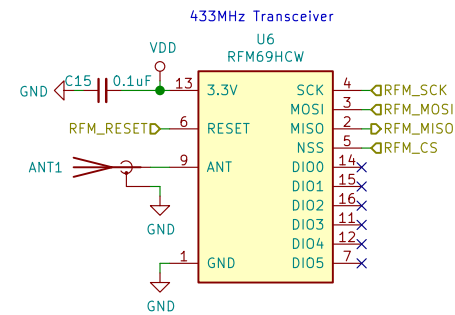 433MHz Transceiver
VDD
U6
RFM69HCW
GND
C15
0.1uF
13
3.3V
SCK
4
RFM_SCK
MOSI
3
RFM_MOSI
RFM_RESET
6
RESET
MISO
2
RFM_MISO
NSS
5
RFM_CS
ANT1
9
ANT
DIO0
14
DIO1
15
DIO2
16
GND
DIO3
11
DIO4
12
1
GND
DIO5
7
GND